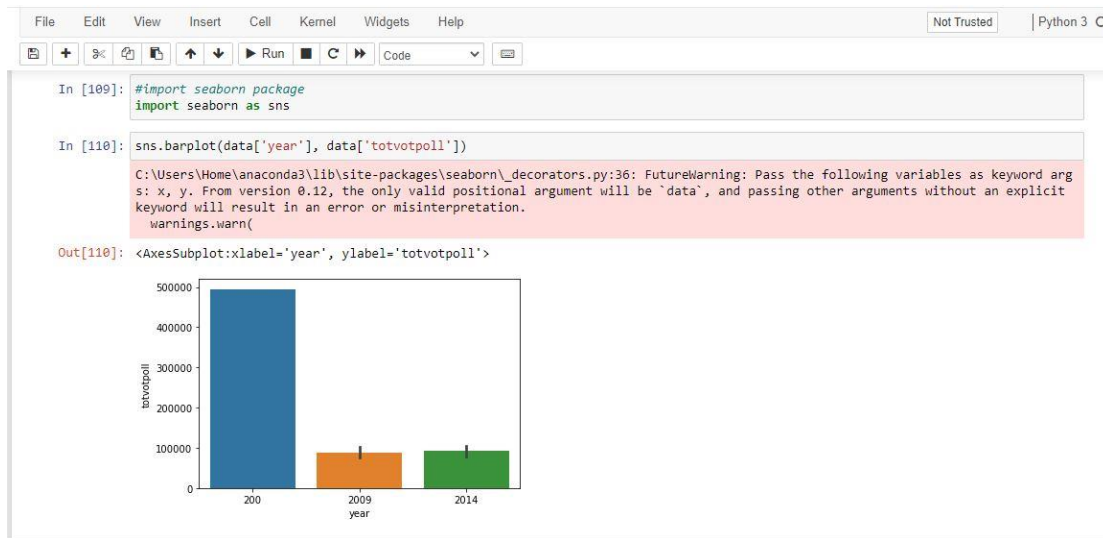 File Edit View Insert Cell Kernel Widgets Help Not Trusted Python 3
Run Code
In [109]: #import seaborn package
import seaborn as sns
In [110]: sns.barplot(data['year'], data['totvotpoll'])
C:\Users\Home\anaconda3\lib\site-packages\seaborn\_decorators.py:36: FutureWarning: Pass the following variables as keyword arg
s: x, y. From version 0.12, the only valid positional argument will be `data`, and passing other arguments without an explicit
keyword will result in an error or misinterpretation.
warnings.warn(
Out[110]: <AxesSubplot:xlabel='year', ylabel='totvotpoll'>
500000
400000
300000
200000
100000
0
totvotpoll
200 2009 2014
year